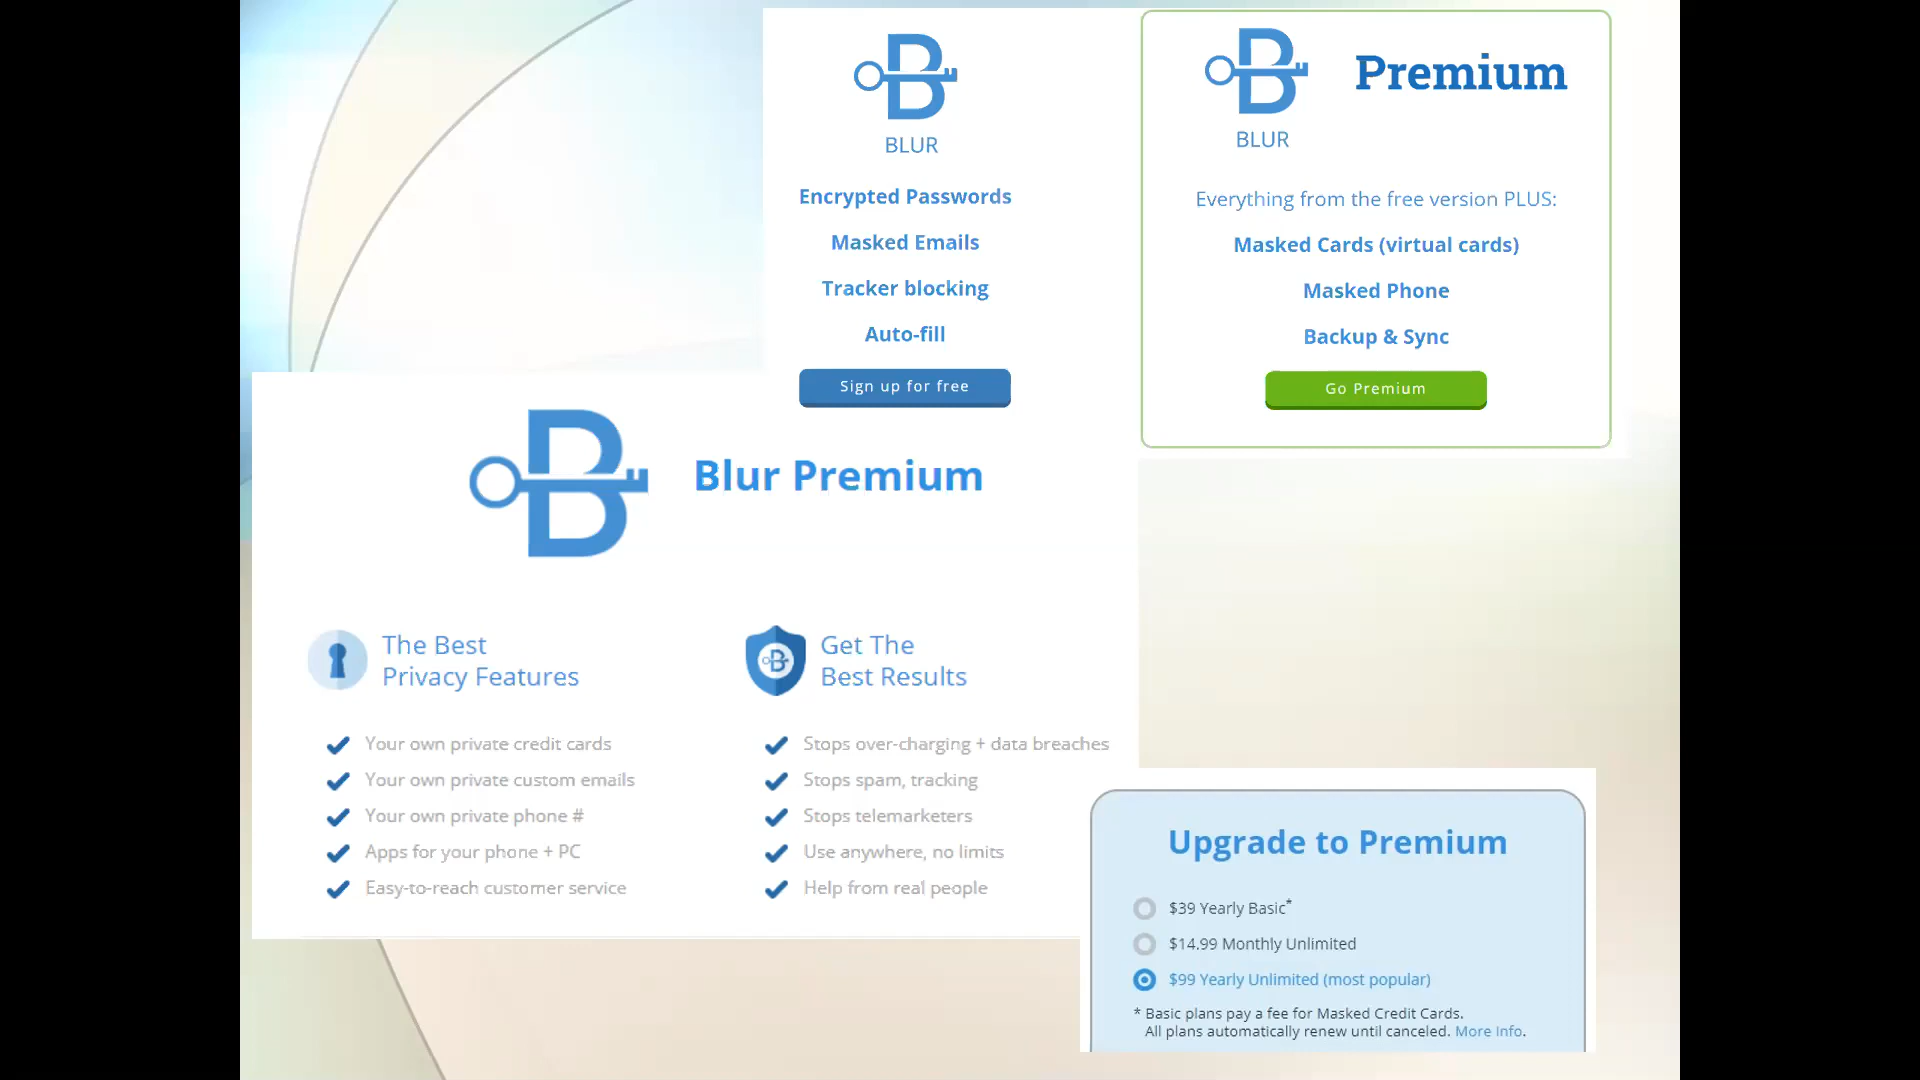 BLUR
Encrypted Passwords
Masked Emails
Tracker blocking
Auto-fill
Sign up for free
BLUR
Premium
Everything from the free version PLUS:
Masked Cards (virtual cards)
Masked Phone
Backup & Sync
Go Premium
Blur Premium
The Best
Privacy Features
Your own private credit cards
Your own private custom emails
Your own private phone #
Apps for your phone + PC
Easy-to-reach customer service
Get The
Best Results
Stops over-charging + data breaches
Stops spam, tracking
Stops telemarketers
Use anywhere, no limits
Help from real people
Upgrade to Premium
$39 Yearly Basic*
$14.99 Monthly Unlimited
$99 Yearly Unlimited (most popular)
* Basic plans pay a fee for Masked Credit Cards.
All plans automatically renew until canceled. More info.